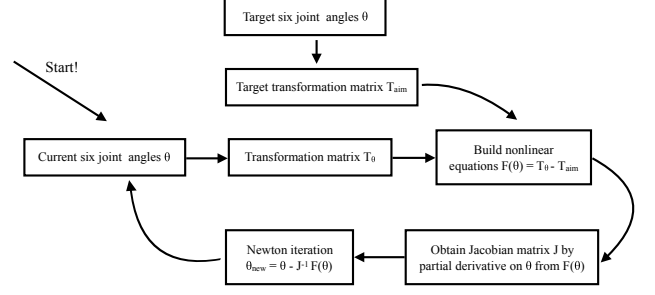 Target six joint angles θ
Start!
Target transformation matrix Taim
Current six joint angles θ
Transformation matrix Tθ
Build nonlinear
equations F(θ) = Tθ - Taim
Newton iteration
θnew = θ - J-1 F(θ)
Obtain Jacobian matrix J by
partial derivative on θ from F(θ)